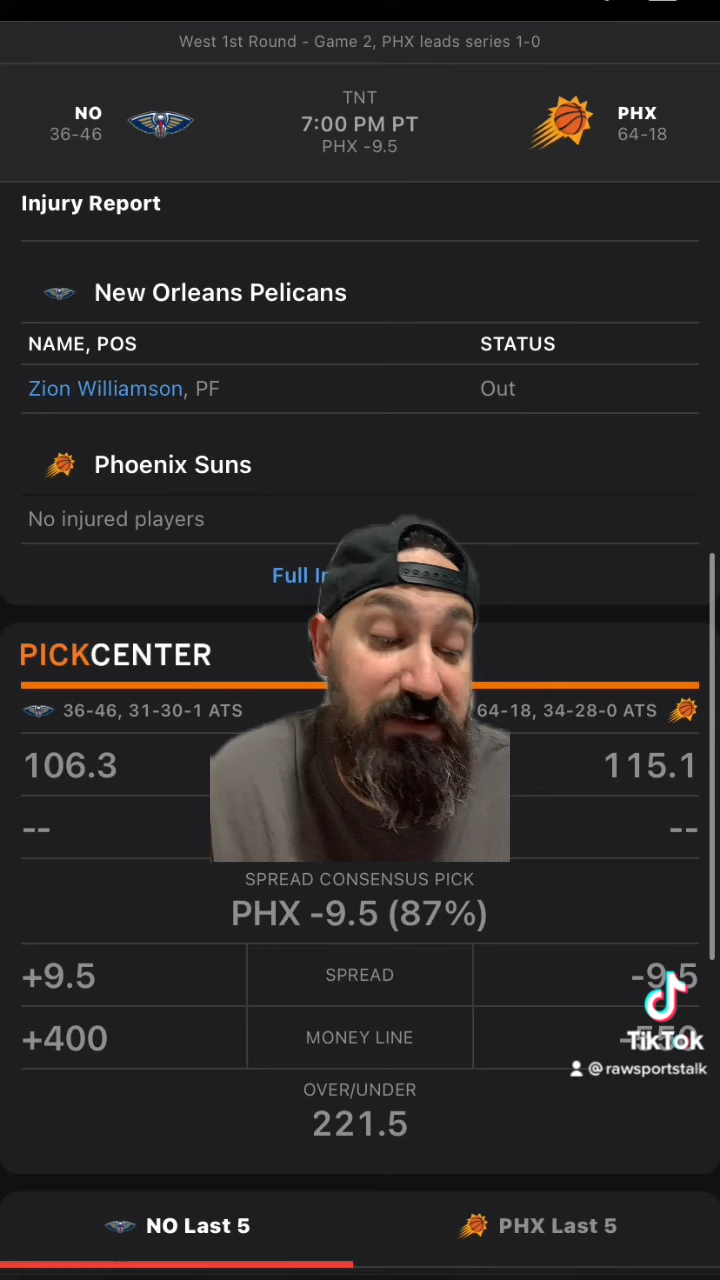 West 1st Round - Game 2, PHX leads series 1-0
NO
36-46
TNT
7:00 PM PT
PHX -9.5
PHX
64-18
Injury Report
New Orleans Pelicans
NAME, POS STATUS
Zion Williamson, PF Out
Phoenix Suns
No injured players
Full
PICKCENTER
36-46, 31-30-1 ATS 64-18, 34-28-0 ATS
106.3 115.1
-- --
SPREAD CONSENSUS PICK
PHX -9.5 (87%)
+9.5 SPREAD -9.5
+400 MONEY LINE -550
TikTok
@rawsportstalk
OVER/UNDER
221.5
NO Last 5 PHX Last 5